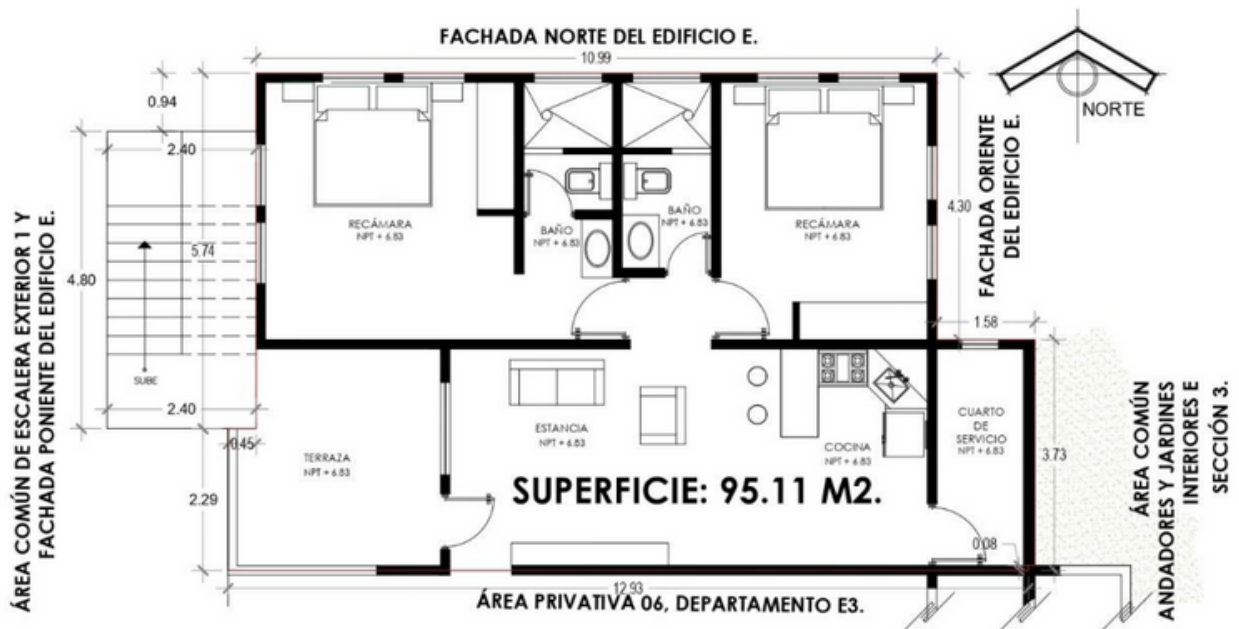 FACHADA NORTE DEL EDIFICIO E.
10.99
NORTE
0.94
2.40
4.80
5.74
SUBE
2.40
0.45
2.29
ÁREA COMÚN DE ESCALERA EXTERIOR 1 Y
FACHADA PONIENTE DEL EDIFICIO E.
RECÁMARA
NPT + 6.83
BAÑO
NPT + 6.83
BAÑO
NPT + 6.83
RECÁMARA
NPT + 6.83
4.30
FACHADA ORIENTE
DEL EDIFICIO E.
1.58
TERRAZA
NPT + 6.83
ESTANCIA
NPT + 6.83
COCINA
NPT + 6.83
CUARTO
DE
SERVICIO
NPT + 6.83
3.73
SUPERFICIE: 95.11 M2.
0.08
ÁREA COMÚN
ANDADORES Y JARDINES
INTERIORES E
SECCIÓN 3.
12.93
ÁREA PRIVATIVA 06, DEPARTAMENTO E3.